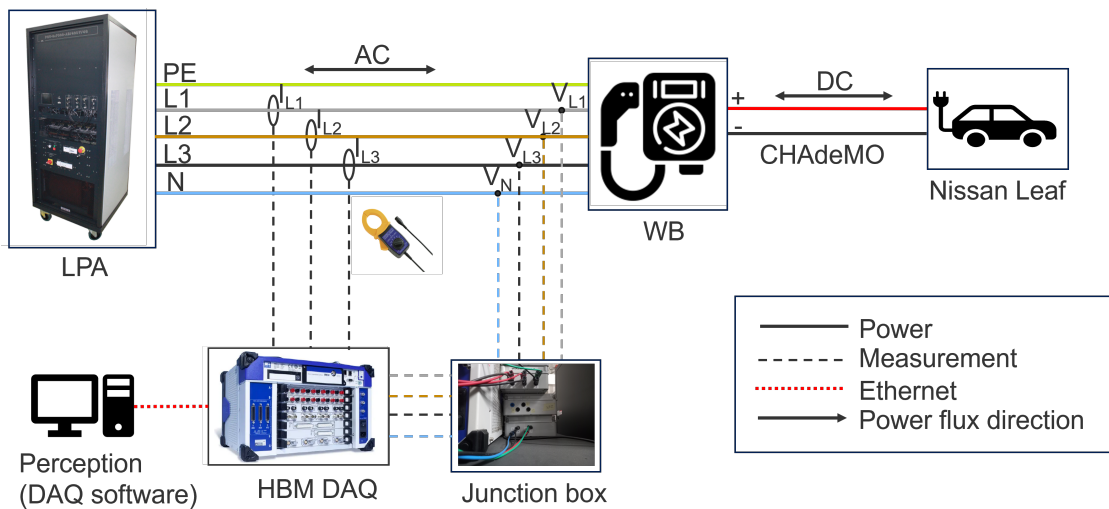 AC
PE
L1
L2
L3
N
I L1
I L2
I L3
V L1
V L2
V L3
V N
LPA
WB
+
-
DC
CHAdeMO
Nissan Leaf
Perception
(DAQ software)
HBM DAQ
Junction box
Power
Measurement
Ethernet
Power flux direction